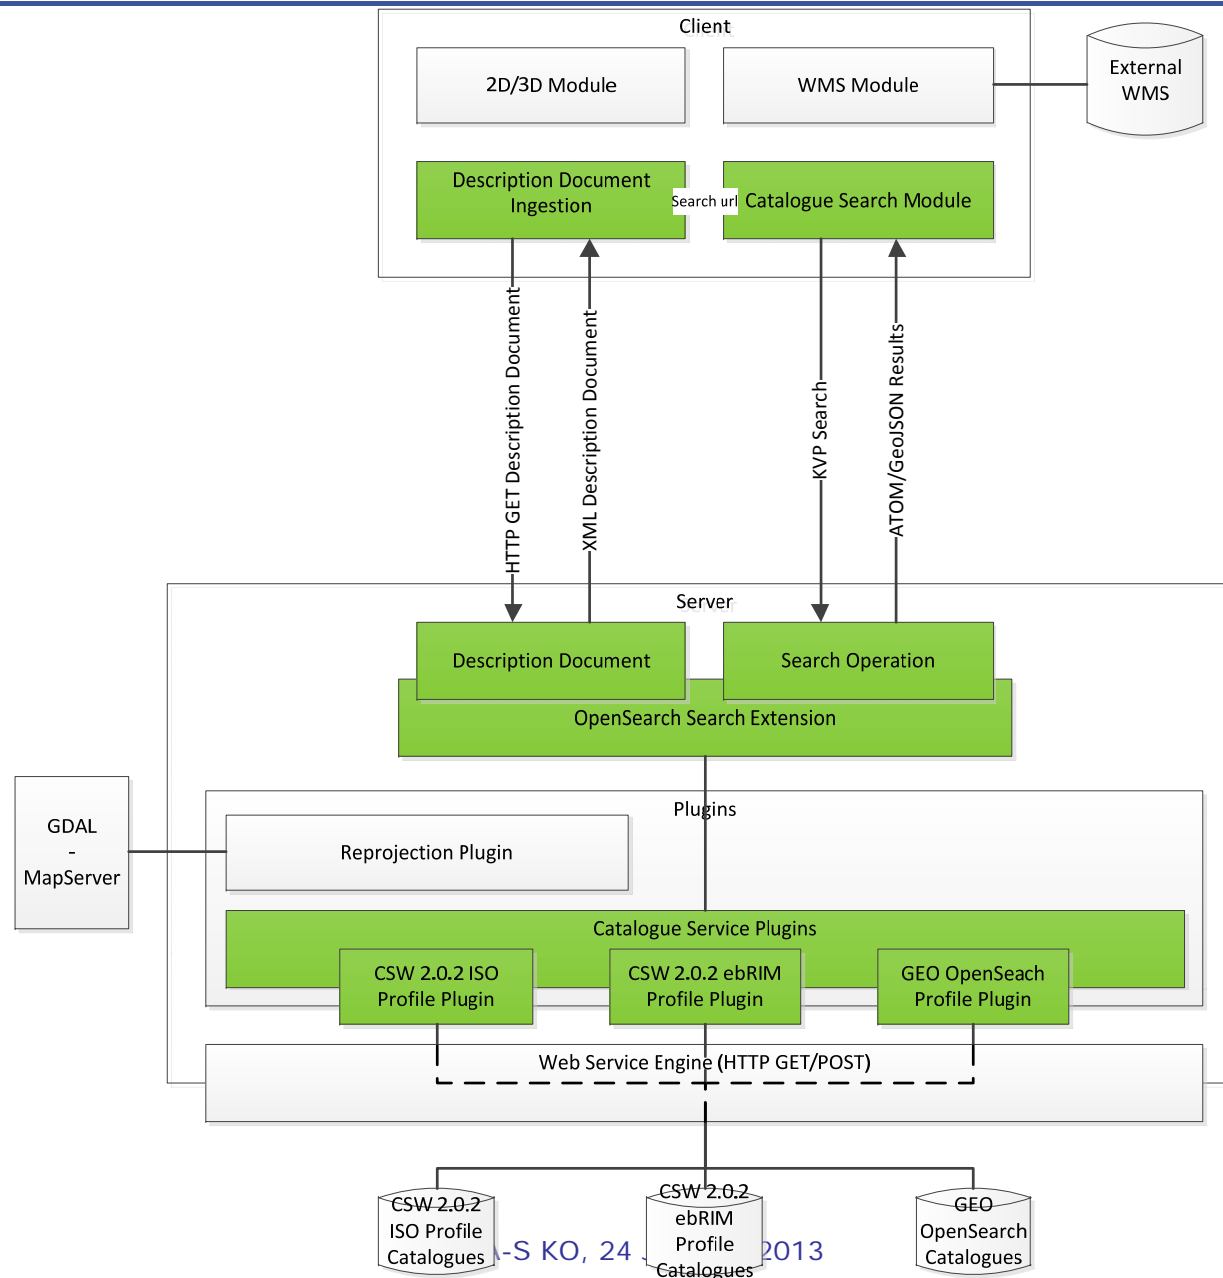 Client
2D/3D Module
WMS Module
External
WMS
Description Document
Ingestion
Search url
Catalogue Search Module
HTTP GET Description Document
XML Description Document
KVP Search
ATOM/GeoJSON Results
Server
Description Document
Search Operation
OpenSearch Search Extension
GDAL
-
MapServer
Plugins
Reprojection Plugin
Catalogue Service Plugins
CSW 2.0.2 ISO
Profile Plugin
CSW 2.0.2 ebRIM
Profile Plugin
GEO OpenSeach
Profile Plugin
Web Service Engine (HTTP GET/POST)
CSW 2.0.2
ISO Profile
Catalogues
CSW 2.0.2
ebRIM
Profile
Catalogues
GEO
OpenSearch
Catalogues
KO, 24 2013